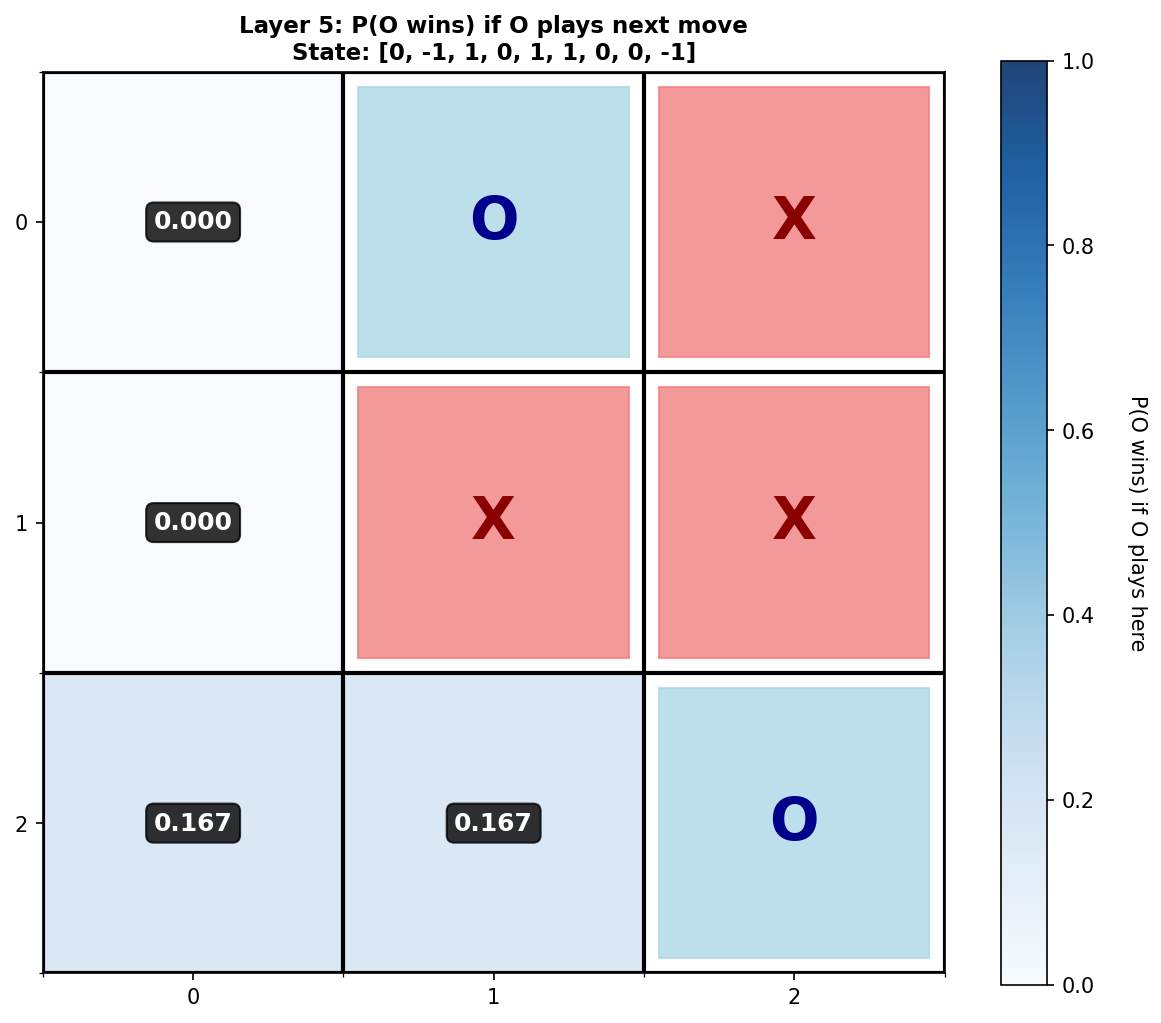 Layer 5: P(O wins) if O plays next move
State: [0, -1, 1, 0, 1, 1, 0, 0, -1]
0
0.000
O
X
1
0.000
X
X
2
0.167
0.167
O
0
1
2
1.0
0.8
0.6
0.4
0.2
0.0
P(O wins) if O plays here